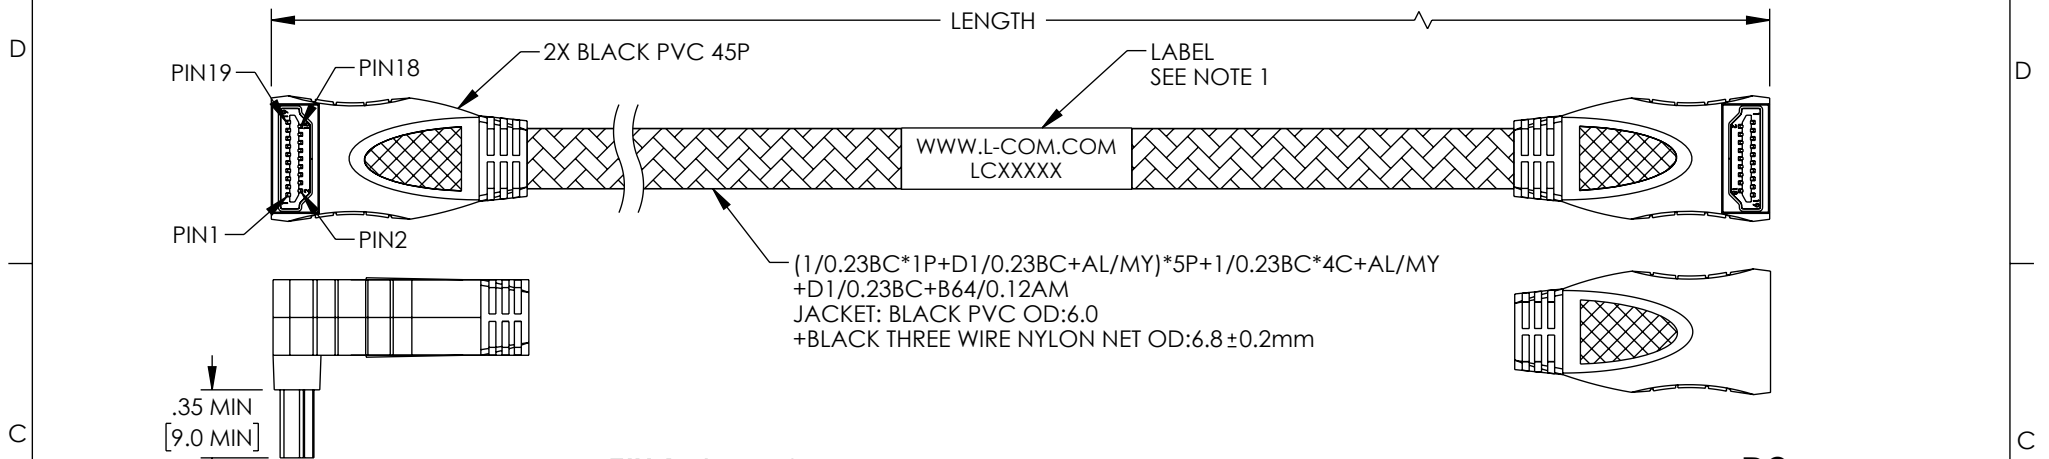 LENGTH
D
D
2X BLACK PVC 45P
LABEL
SEE NOTE 1
PIN19
PIN18
WWW.L-COM.COM
LCXXXXX
PIN1
PIN2
(1/0.23BC*1P+D1/0.23BC+AL/MY)*5P+1/0.23BC*4C+AL/MY
+D1/0.23BC+B64/0.12AM
JACKET: BLACK PVC OD:6.0
+BLACK THREE WIRE NYLON NET OD:6.8±0.2mm
.35 MIN
[9.0 MIN]
C
C